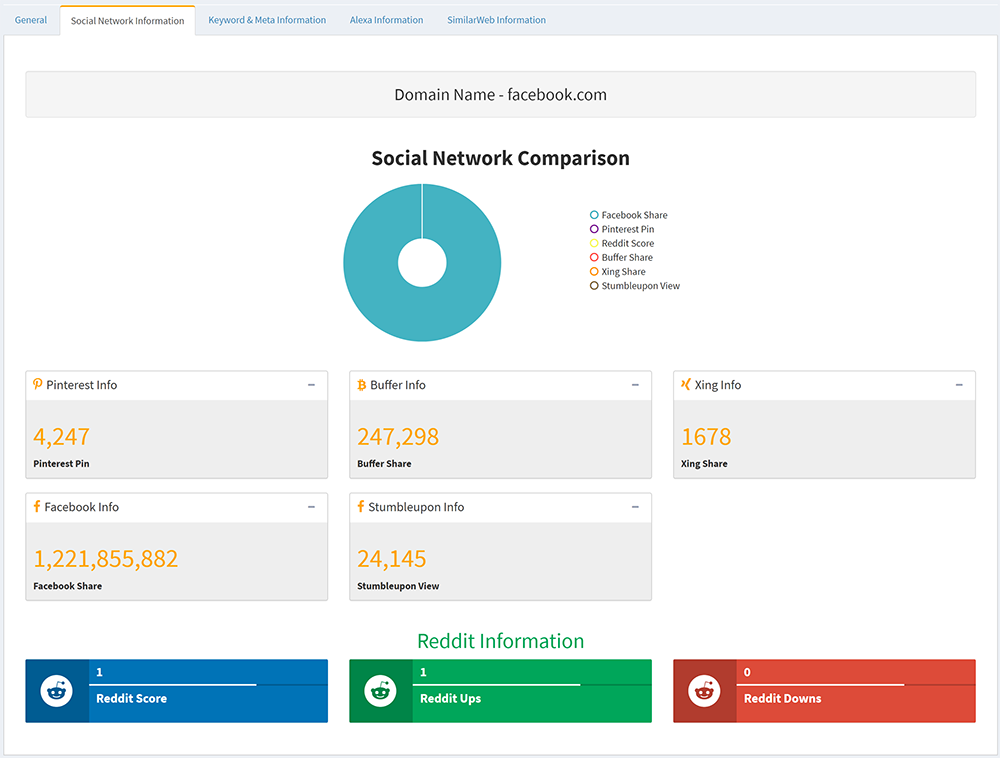 General Social Network Information Keyword & Meta Information Alexa Information SimilarWeb Information
Domain Name - facebook.com
Social Network Comparison
Facebook Share
Pinterest Pin
Reddit Score
Buffer Share
Xing Share
Stumbleupon View
Pinterest Info
4,247
Pinterest Pin
Buffer Info
247,298
Buffer Share
Xing Info
1678
Xing Share
Facebook Info
1,221,855,882
Facebook Share
Stumbleupon Info
24,145
Stumbleupon View
Reddit Information
1
Reddit Score
1
Reddit Ups
0
Reddit Downs